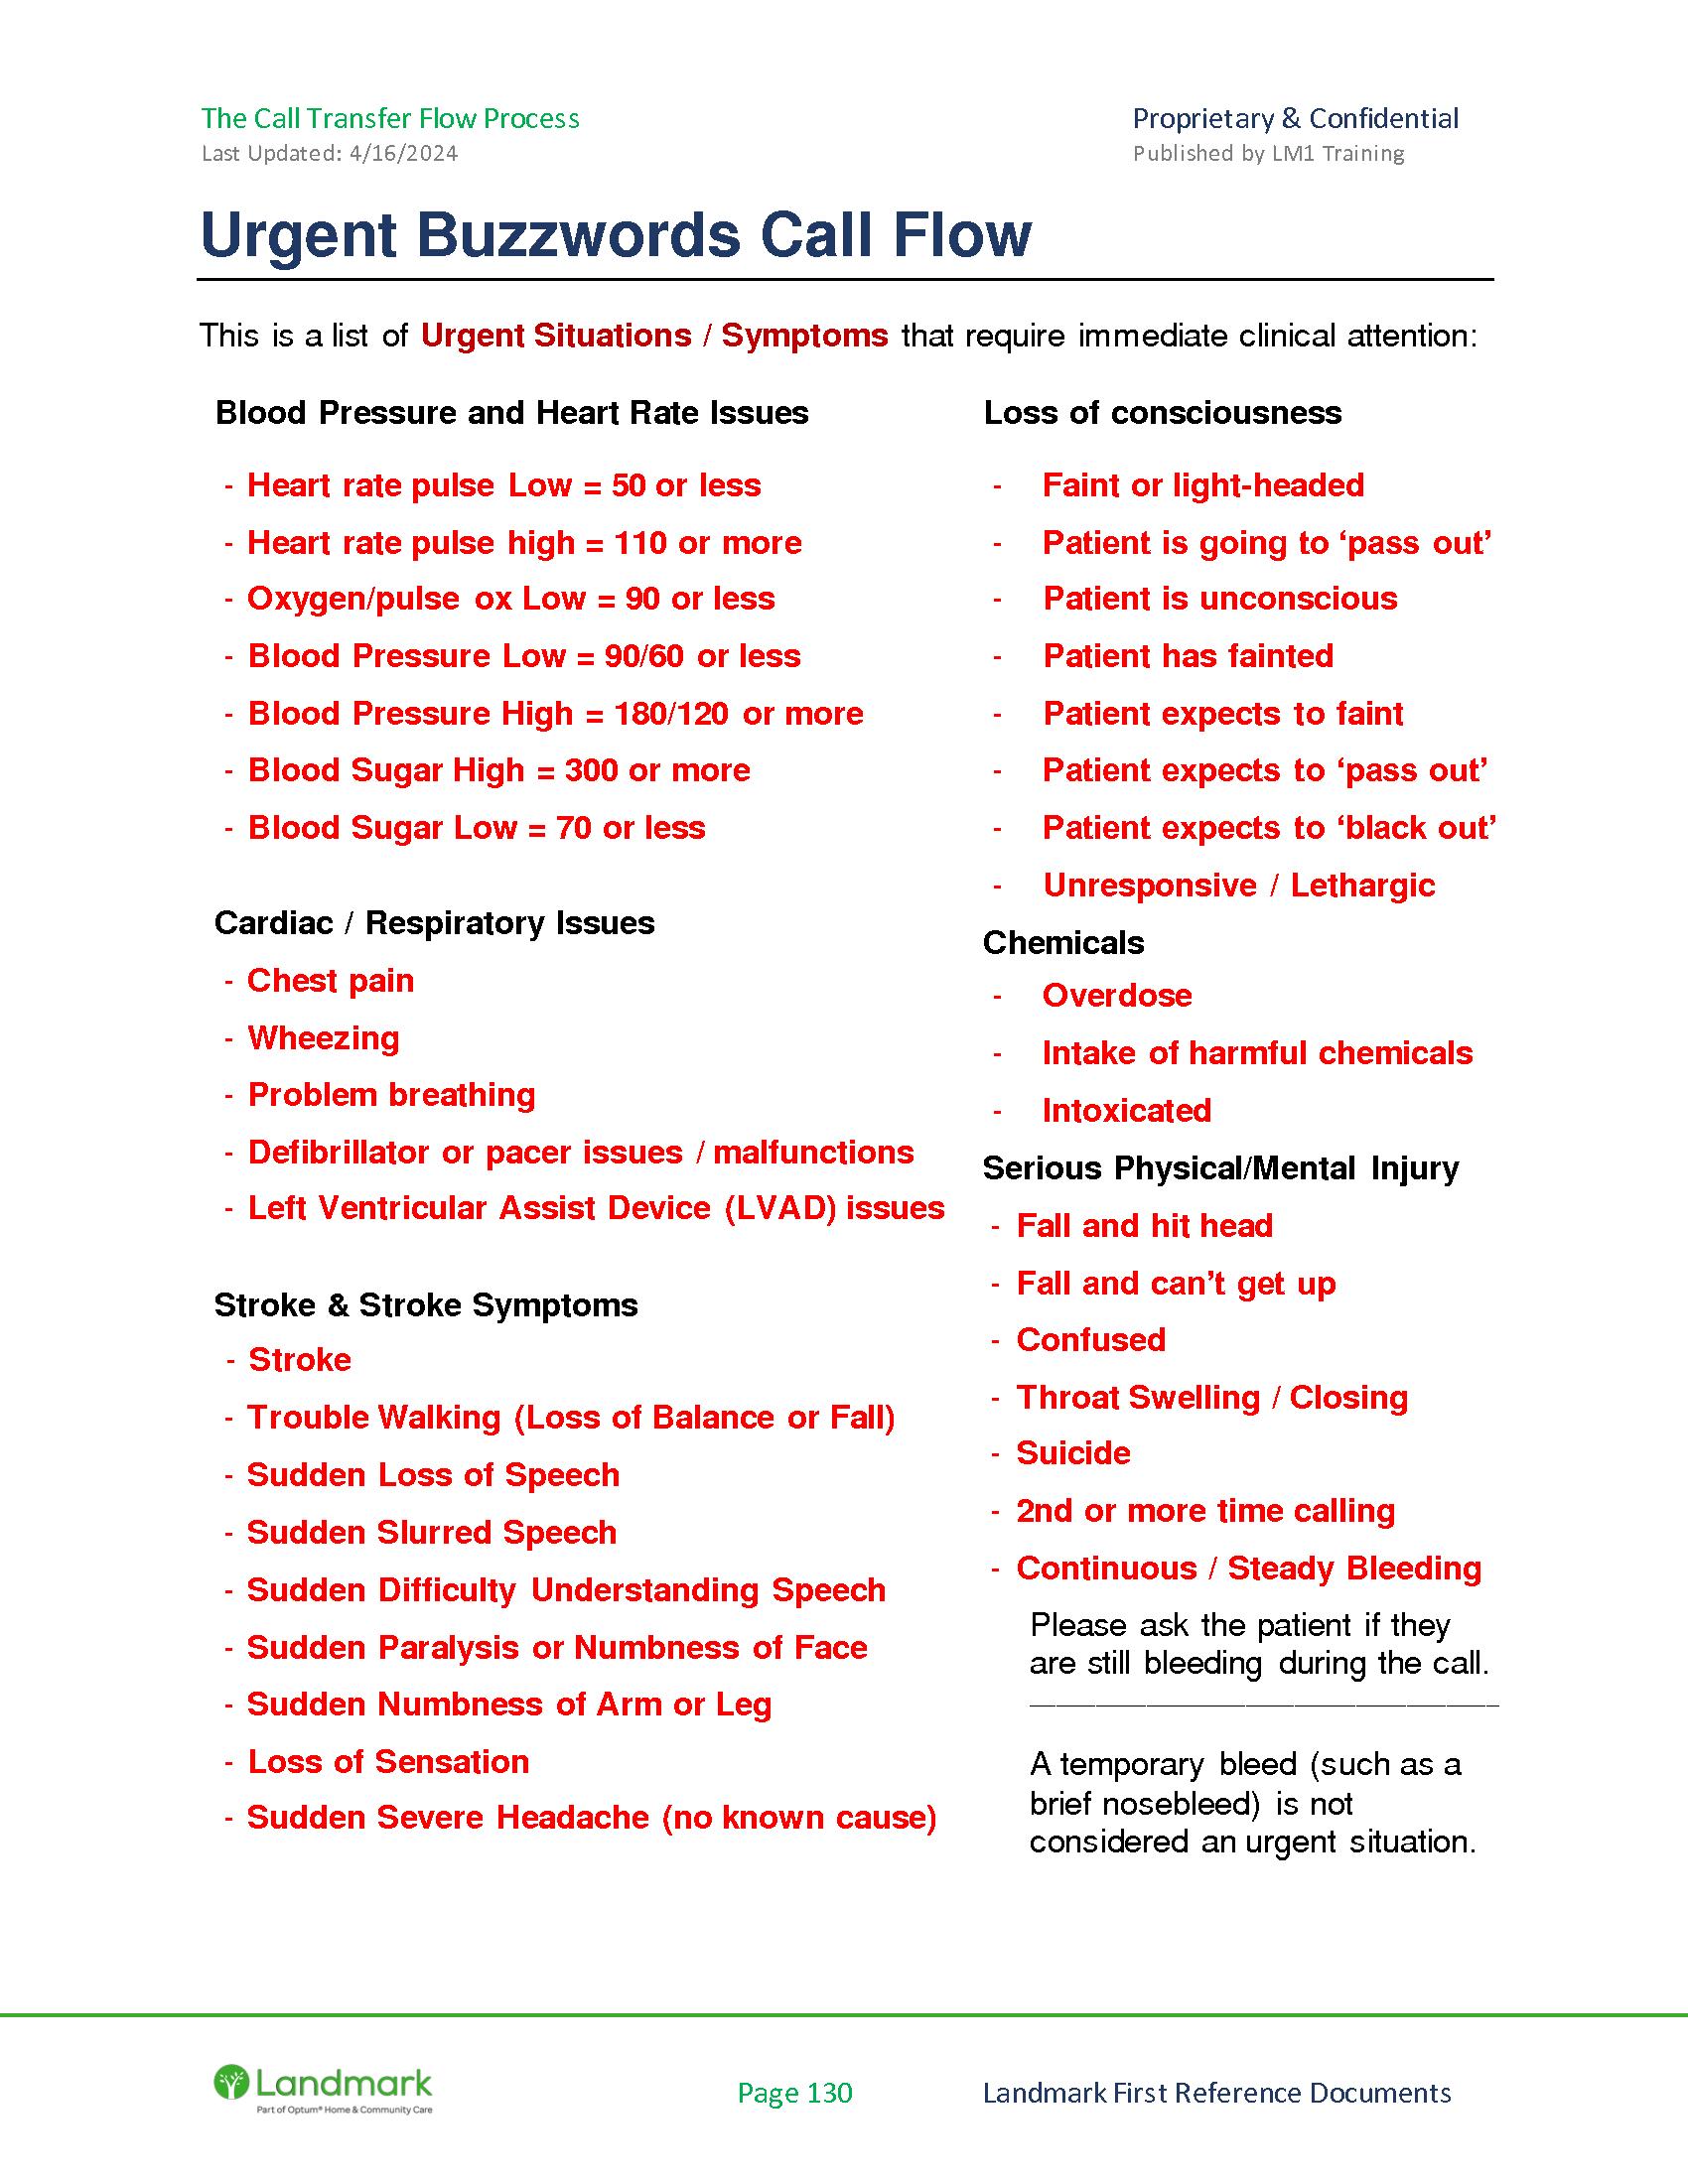 The Call Transfer Flow Process
Proprietary & Confidential
Last Updated: 4/16/2024
Published by LM1 Training
Urgent Buzzwords Call Flow
This is a list of Urgent Situations / Symptoms that require immediate clinical attention:
Blood Pressure and Heart Rate Issues
- Heart rate pulse Low = 50 or less
- Heart rate pulse high = 110 or more
- Oxygen/pulse ox Low = 90 or less
- Blood Pressure Low = 90/60 or less
- Blood Pressure High = 180/120 or more
- Blood Sugar High = 300 or more
- Blood Sugar Low = 70 or less
Cardiac / Respiratory Issues
- Chest pain
- Wheezing
- Problem breathing
- Defibrillator or pacer issues / malfunctions
- Left Ventricular Assist Device (LVAD) issues
Stroke & Stroke Symptoms
- Stroke
- Trouble Walking (Loss of Balance or Fall)
- Sudden Loss of Speech
- Sudden Slurred Speech
- Sudden Difficulty Understanding Speech
- Sudden Paralysis or Numbness of Face
- Sudden Numbness of Arm or Leg
- Loss of Sensation
- Sudden Severe Headache (no known cause)
Loss of consciousness
- Faint or light-headed
- Patient is going to ‘pass out’
- Patient is unconscious
- Patient has fainted
- Patient expects to faint
- Patient expects to ‘pass out’
- Patient expects to ‘black out’
- Unresponsive / Lethargic
Chemicals
- Overdose
- Intake of harmful chemicals
- Intoxicated
Serious Physical/Mental Injury
- Fall and hit head
- Fall and can’t get up
- Confused
- Throat Swelling / Closing
- Suicide
- 2nd or more time calling
- Continuous / Steady Bleeding
Please ask the patient if they
are still bleeding during the call.
A temporary bleed (such as a
brief nosebleed) is not
considered an urgent situation.
Landmark
Part of Optum® Home & Community Care
Page 130
Landmark First Reference Documents